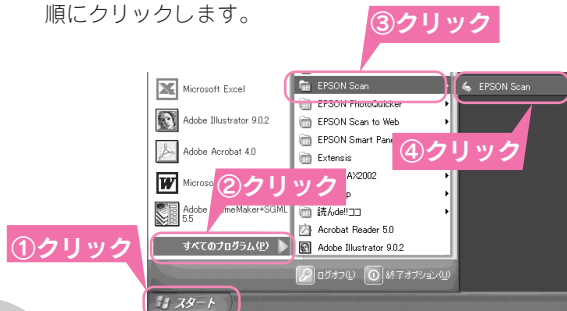 順にクリックします。
③クリック
Microsoft Excel
Adobe Illustrator 9.0.2
Adobe Acrobat 4.0
Adobe
5.5
すべてのプログラム(P)
EPSON Scan
EPSON PhotoQuicker
EPSON Scan to Web
EPSON Smart
Extensis
読んde!!ココ
Acrobat Reader 5.0
Adobe Illustrator 9.0.2
EPSON Scan
④クリック
②クリック
①クリック
ログオフ(L)
終了オプション(U)
スタート